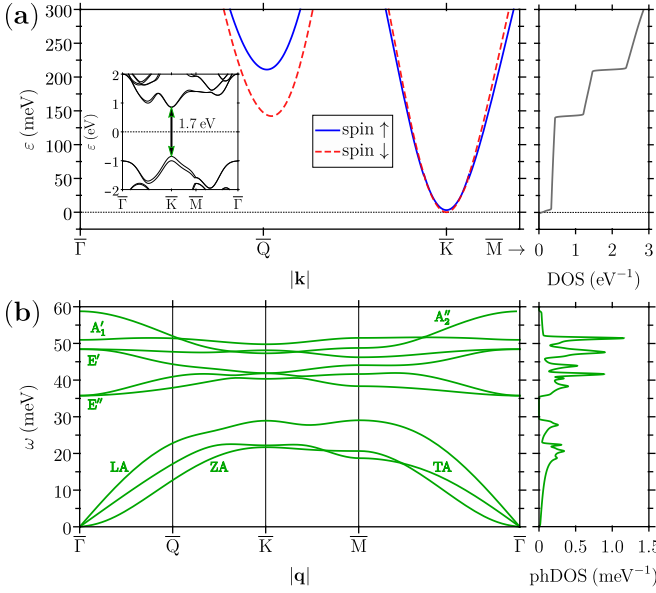 (a)
300
250
200
150
100
50
0
ε (meV)
2
1
0
−1
−2
ε (eV)
1.7 eV
Γ̅ K̅ M̅ Γ̅
spin ↑
spin ↓
Γ̅ Q̅ K̅ M̅ →
|k|
0 1 2 3
DOS (eV⁻¹)
(b)
60
50
40
30
20
10
0
ω (meV)
A′₁
A″₂
E′
E″
LA
ZA
TA
Γ̅ Q̅ K̅ M̅ Γ̅
|q|
0 0.5 1.0 1.5
phDOS (meV⁻¹)